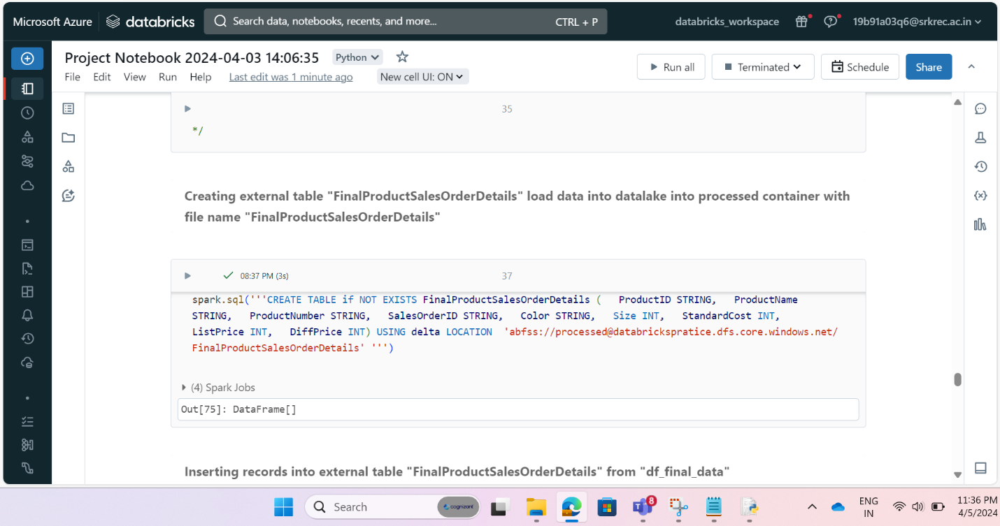 Microsoft Azure databricks Search data, notebooks, recents, and more... CTRL + P databricks_workspace 19b91a03q6@srkrec.ac.in
Project Notebook 2024-04-03 14:06:35 Python
File Edit View Run Help Last edit was 1 minute ago New cell UI: ON
Run all Terminated Schedule Share
35
*/
Creating external table "FinalProductSalesOrderDetails" load data into datalake into processed container with
file name "FinalProductSalesOrderDetails"
08:37 PM (3s) 37
spark.sql('''CREATE TABLE if NOT EXISTS FinalProductSalesOrderDetails ( ProductID STRING, ProductName
STRING, ProductNumber STRING, SalesOrderID STRING, Color STRING, Size INT, StandardCost INT,
ListPrice INT, DiffPrice INT) USING delta LOCATION 'abfss://processed@databrickspratice.dfs.core.windows.net/
FinalProductSalesOrderDetails' ''')
(4) Spark Jobs
Out[75]: DataFrame[]
Inserting records into external table "FinalProductSalesOrderDetails" from "df_final_data"
Search cognizant 8 ENG 11:36 PM
IN 4/5/2024